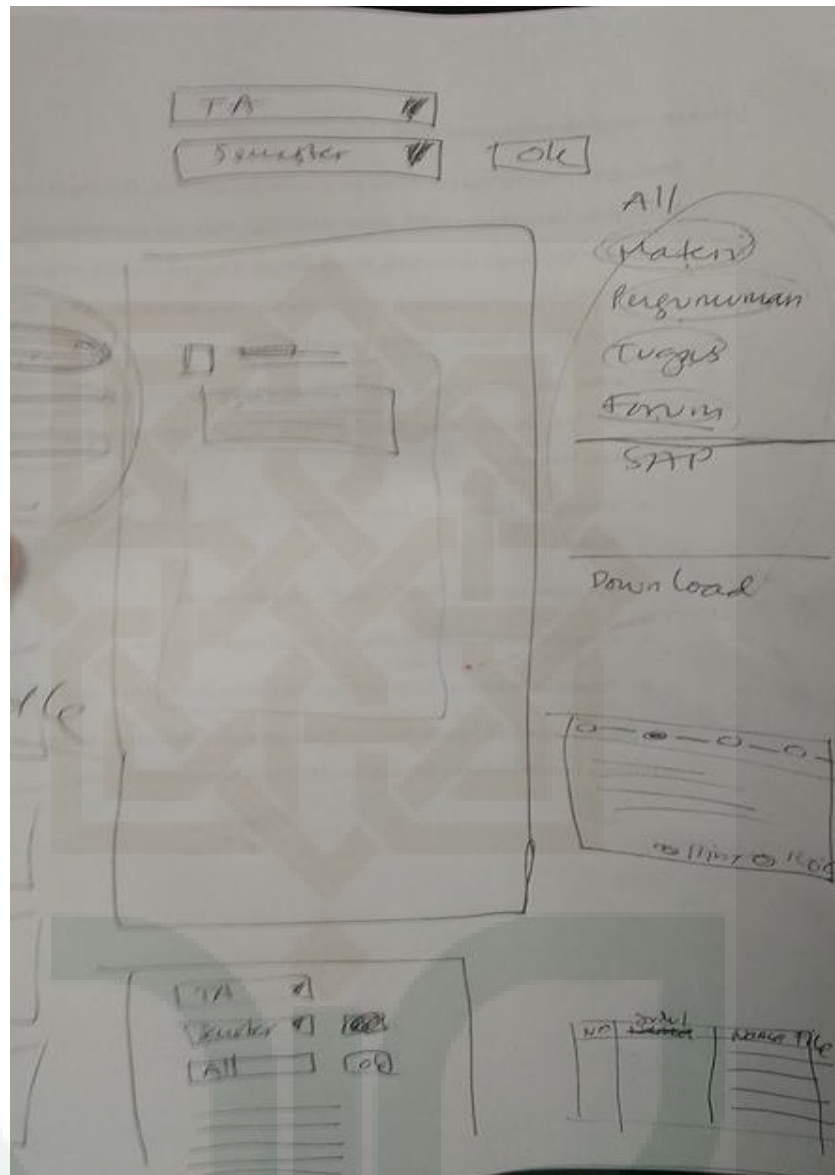 TA
Semester Ok
All
Materi
Pengumuman
Tugas
Forum
SAP
Download
TA
All ok
NO Judul NAMA File